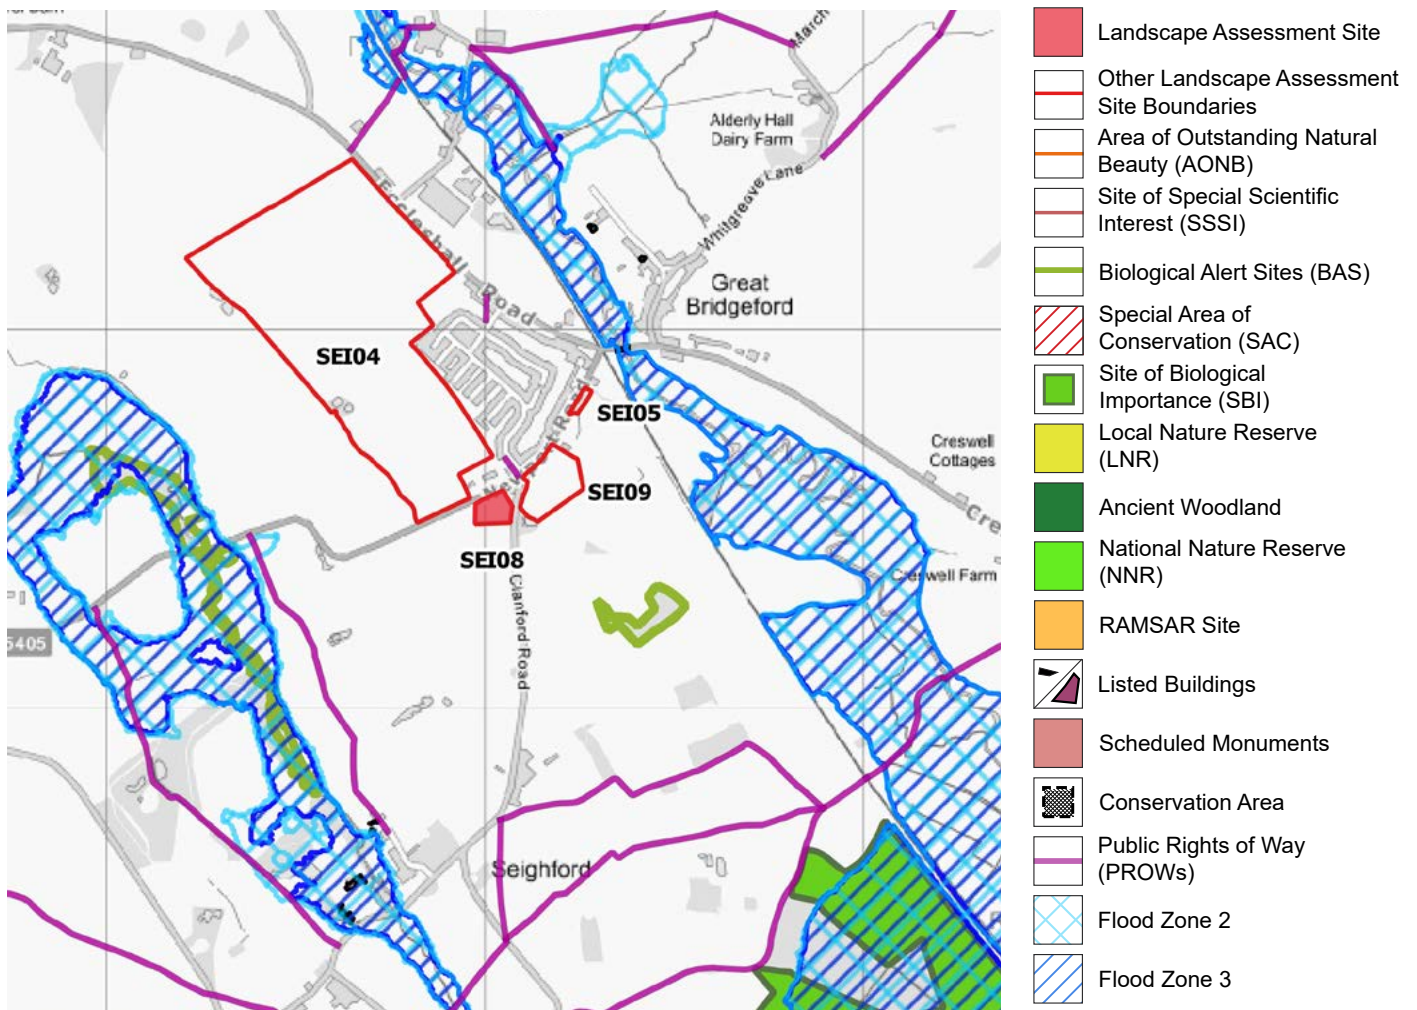 March
Alderly Hall
Dairy Farm
Whitgreave Lane
Eccleshall
Road
Great
Bridgeford
SEI04
SEI05
Newport Road
SEI09
SEI08
Creswell
Cottages
Cre
Creswell Farm
Clanford Road
5405
Seighford
Landscape Assessment Site
Other Landscape Assessment
Site Boundaries
Area of Outstanding Natural
Beauty (AONB)
Site of Special Scientific
Interest (SSSI)
Biological Alert Sites (BAS)
Special Area of
Conservation (SAC)
Site of Biological
Importance (SBI)
Local Nature Reserve
(LNR)
Ancient Woodland
National Nature Reserve
(NNR)
RAMSAR Site
Listed Buildings
Scheduled Monuments
Conservation Area
Public Rights of Way
(PROWs)
Flood Zone 2
Flood Zone 3